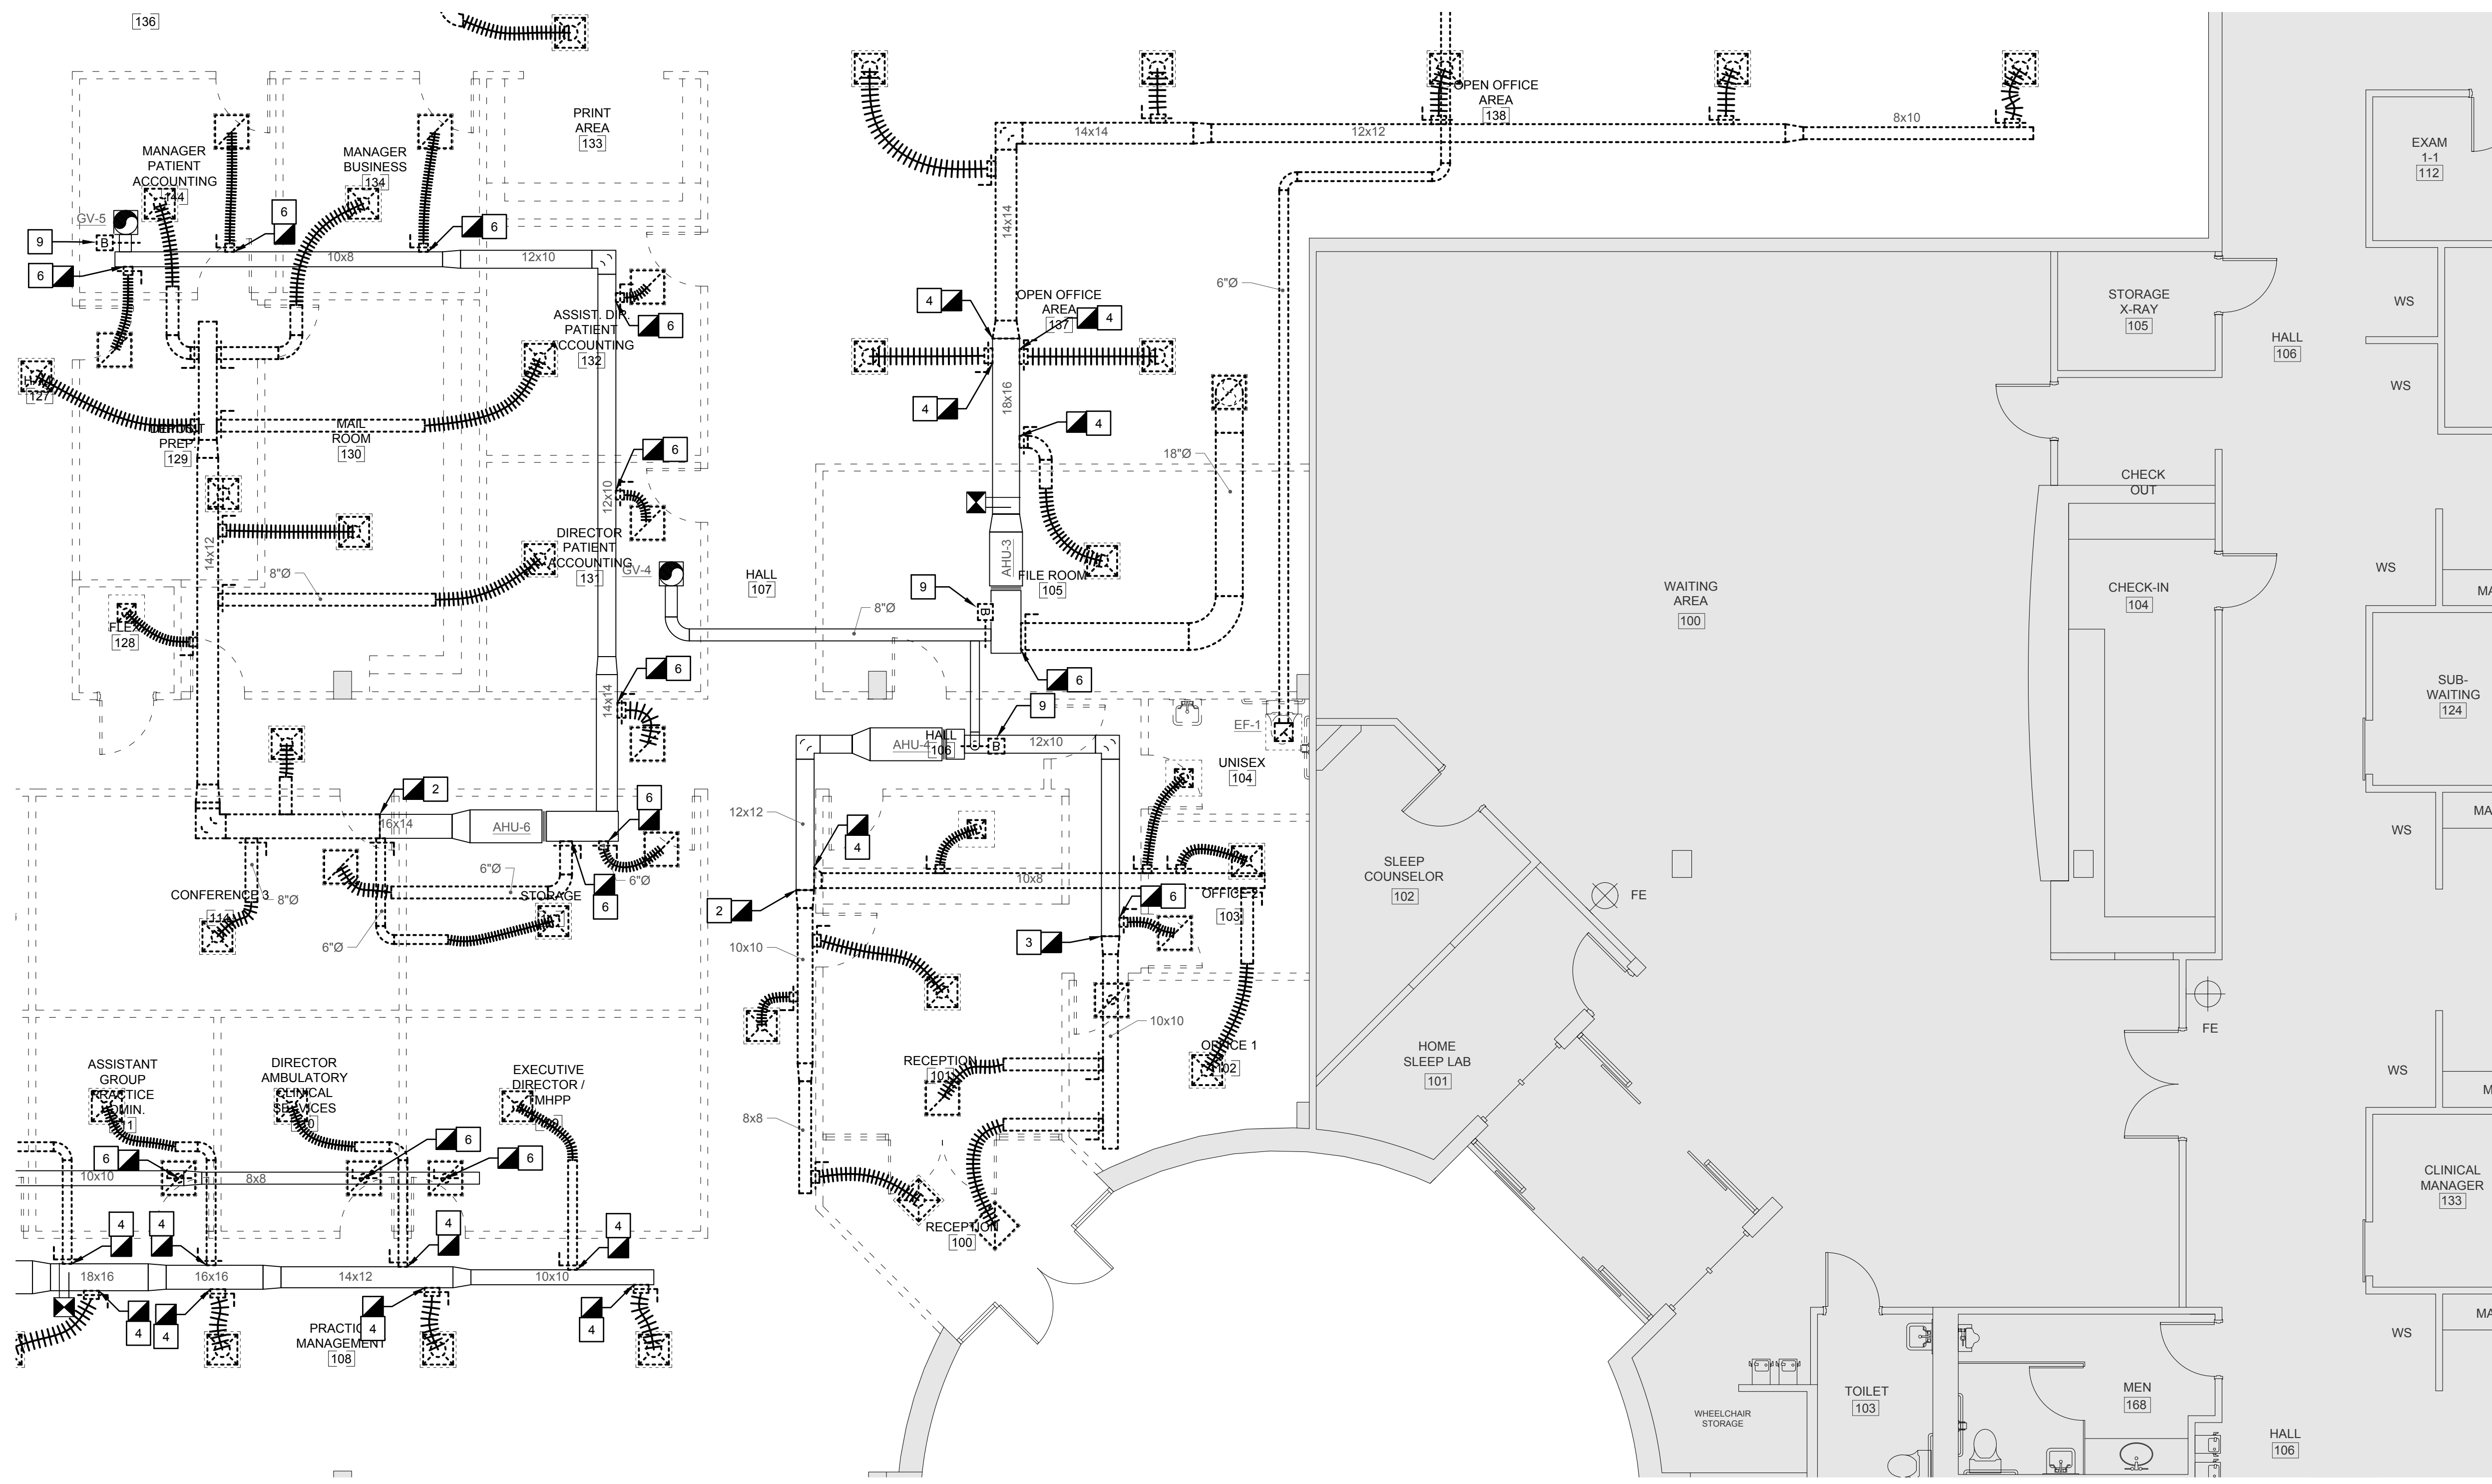 136
PRINT
AREA
133
MANAGER
PATIENT
ACCOUNTING
144
MANAGER
BUSINESS
134
GV-5
9
B
6
6
6
10x8
12x10
ASSIST. DIR.
PATIENT
ACCOUNTING
132
6
127
DEPOSIT
PREP.
129
MAIL
ROOM
130
6
12x10
14x12
DIRECTOR
PATIENT
ACCOUNTING
131
GV-4
8"Ø
FLEX
128
6
14x14
HALL
107
8"Ø
2
16x14
AHU-6
6
6"Ø
6"Ø
6
CONFERENCE 3
114
8"Ø
STORAGE
6"Ø
ASSISTANT
GROUP
PRACTICE
ADMIN.
111
DIRECTOR
AMBULATORY
CLINICAL
SERVICES
EXECUTIVE
DIRECTOR /
TMHPP
6
6
6
10x10
8x8
4
4
4
4
18x16
16x16
14x12
10x10
4
4
4
4
PRACTICE
MANAGEMENT
108
OPEN OFFICE
AREA
138
14x14
12x12
8x10
14x14
6"Ø
4
OPEN OFFICE
AREA
137
4
4
18x16
4
18"Ø
AHU-3
FILE ROOM
105
9
B
6
9
AHU-4
HALL
106
B
12x10
EF-1
UNISEX
104
12x12
4
2
10x8
OFFICE 2
103
6
3
10x10
10x10
RECEPTION
101
OFFICE 1
102
8x8
RECEPTION
100
WAITING
AREA
100
STORAGE
X-RAY
105
HALL
106
EXAM
1-1
112
WS
WS
CHECK
OUT
CHECK-IN
104
WS
MA
SUB-
WAITING
124
MA
WS
SLEEP
COUNSELOR
102
FE
FE
HOME
SLEEP LAB
101
WS
CLINICAL
MANAGER
133
MA
WS
TOILET
103
MEN
168
WHEELCHAIR
STORAGE
HALL
106